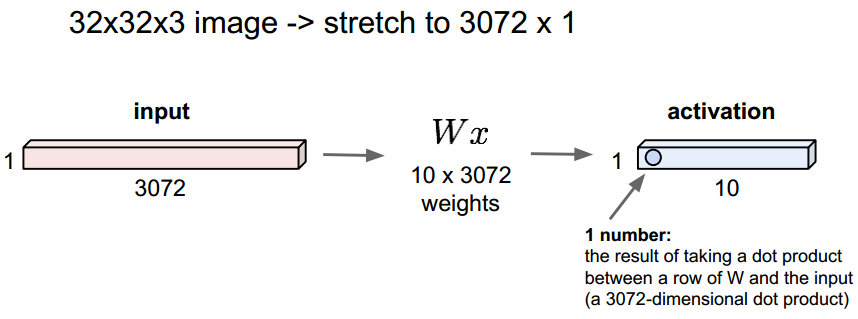 32x32x3 image -> stretch to 3072 x 1
input
1
3072
Wx
10 x 3072
weights
activation
1
10
1 number:
the result of taking a dot product
between a row of W and the input
(a 3072-dimensional dot product)